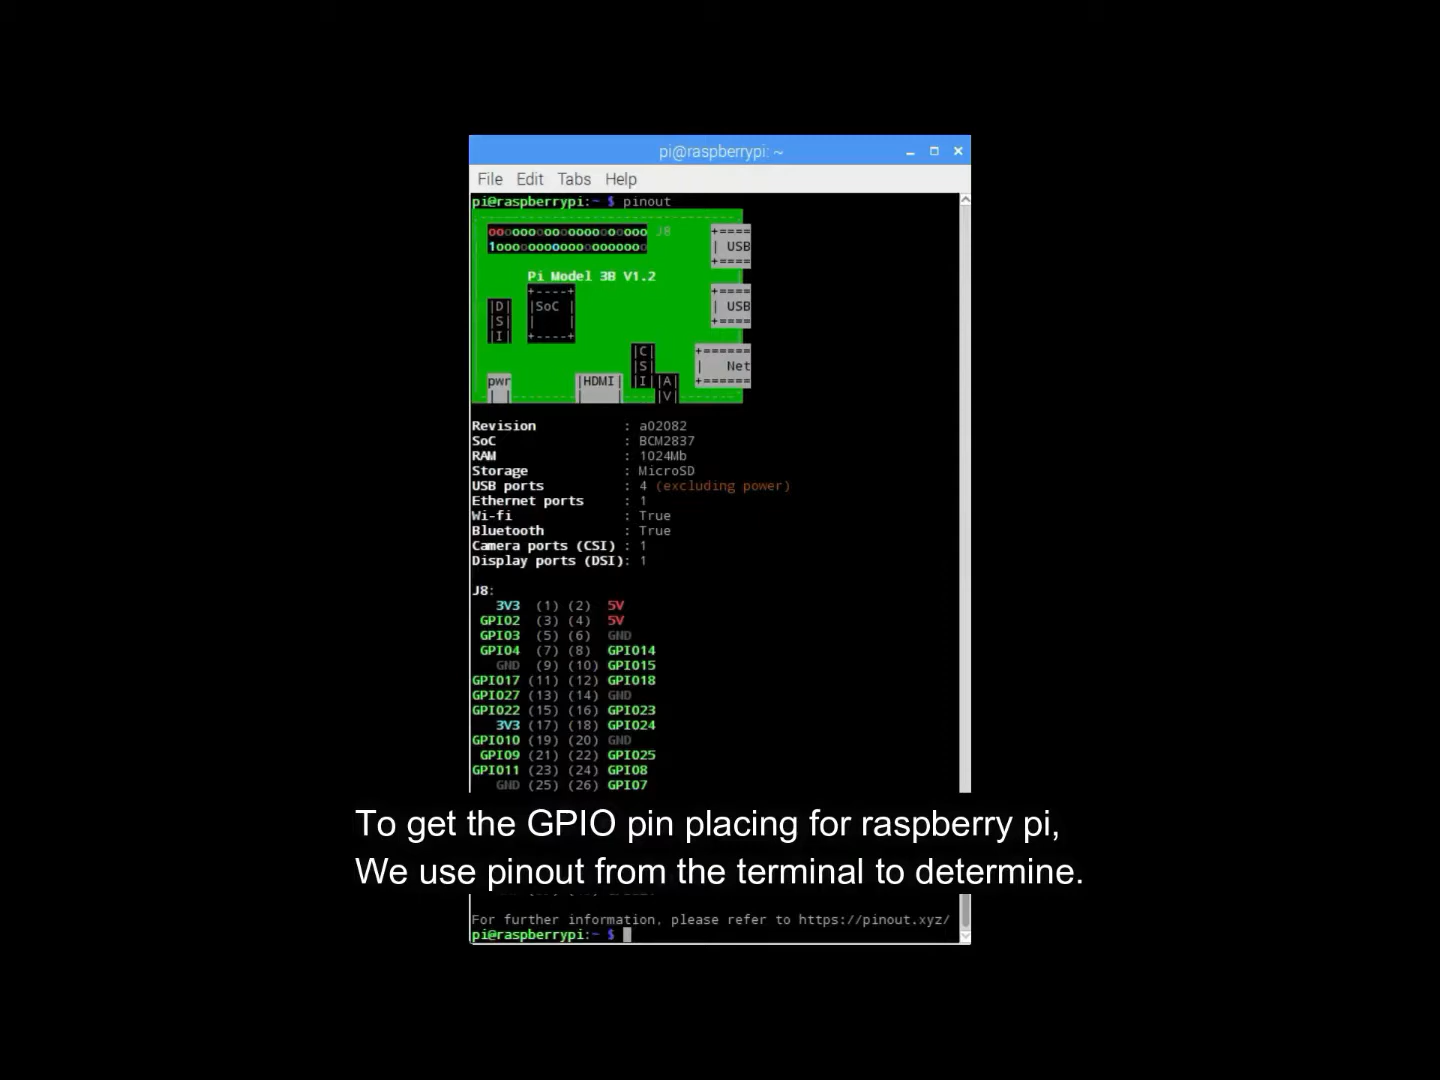 pi@raspberrypi: ~
File Edit Tabs Help
pi@raspberrypi:~ $ pinout
oooooooooooooooooooo J8
1ooooooooooooooooooo
+====
| USB
+====
Pi Model 3B V1.2
+----+
|D| |SoC |
|S| | |
|I| +----+
+====
| USB
+====
|C|
|S|
|I||A|
|V|
+======
| Net
+======
pwr
| |
|HDMI|
| |
Revision : a02082
SoC : BCM2837
RAM : 1024Mb
Storage : MicroSD
USB ports : 4 (excluding power)
Ethernet ports : 1
Wi-fi : True
Bluetooth : True
Camera ports (CSI) : 1
Display ports (DSI): 1
J8:
3V3 (1) (2) 5V
GPIO2 (3) (4) 5V
GPIO3 (5) (6) GND
GPIO4 (7) (8) GPIO14
GND (9) (10) GPIO15
GPIO17 (11) (12) GPIO18
GPIO27 (13) (14) GND
GPIO22 (15) (16) GPIO23
3V3 (17) (18) GPIO24
GPIO10 (19) (20) GND
GPIO9 (21) (22) GPIO25
GPIO11 (23) (24) GPIO8
GND (25) (26) GPIO7
To get the GPIO pin placing for raspberry pi,
We use pinout from the terminal to determine.
For further information, please refer to https://pinout.xyz/
pi@raspberrypi:~ $